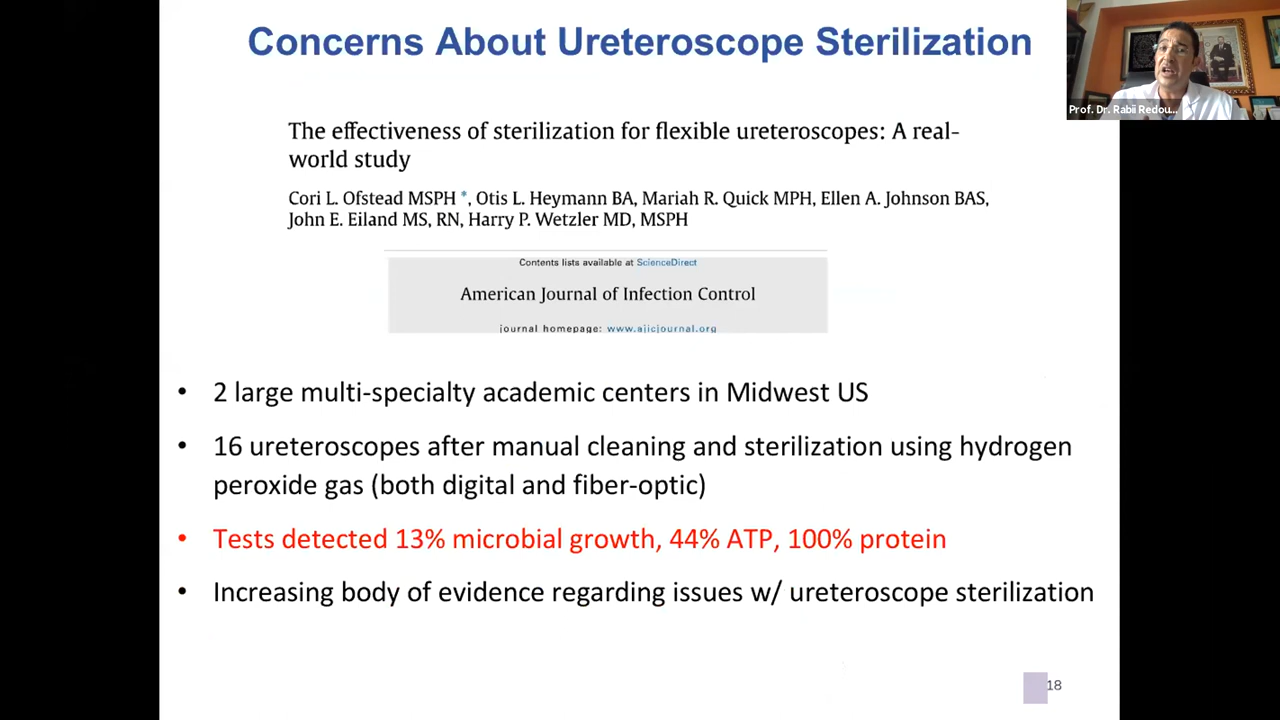 Concerns About Ureteroscope Sterilization
Prof. Dr. Rabii Redou...
The effectiveness of sterilization for flexible ureteroscopes: A real-
world study
Cori L. Ofstead MSPH *, Otis L. Heymann BA, Mariah R. Quick MPH, Ellen A. Johnson BAS,
John E. Eiland MS, RN, Harry P. Wetzler MD, MSPH
Contents lists available at ScienceDirect
American Journal of Infection Control
journal homepage: www.ajicjournal.org
• 2 large multi-specialty academic centers in Midwest US
• 16 ureteroscopes after manual cleaning and sterilization using hydrogen
peroxide gas (both digital and fiber-optic)
• Tests detected 13% microbial growth, 44% ATP, 100% protein
• Increasing body of evidence regarding issues w/ ureteroscope sterilization
18